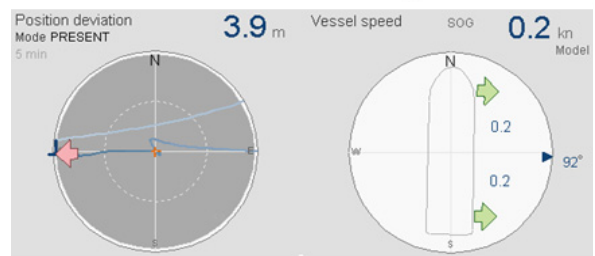 Position deviation 3.9 m
Mode PRESENT
5 min
N
E
S
Vessel speed SOG 0.2 kn
Model
N
0.2
W
92°
0.2
S